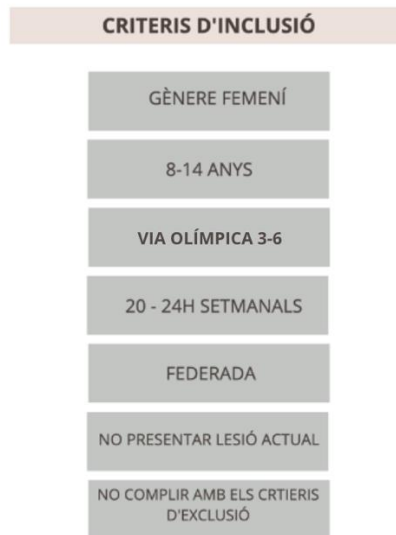 CRITERIS D'INCLUSIÓ
GÈNERE FEMENÍ
8-14 ANYS
VIA OLÍMPICA 3-6
20 - 24H SETMANALS
FEDERADA
NO PRESENTAR LESIÓ ACTUAL
NO COMPLIR AMB ELS CRTIERIS
D'EXCLUSIÓ